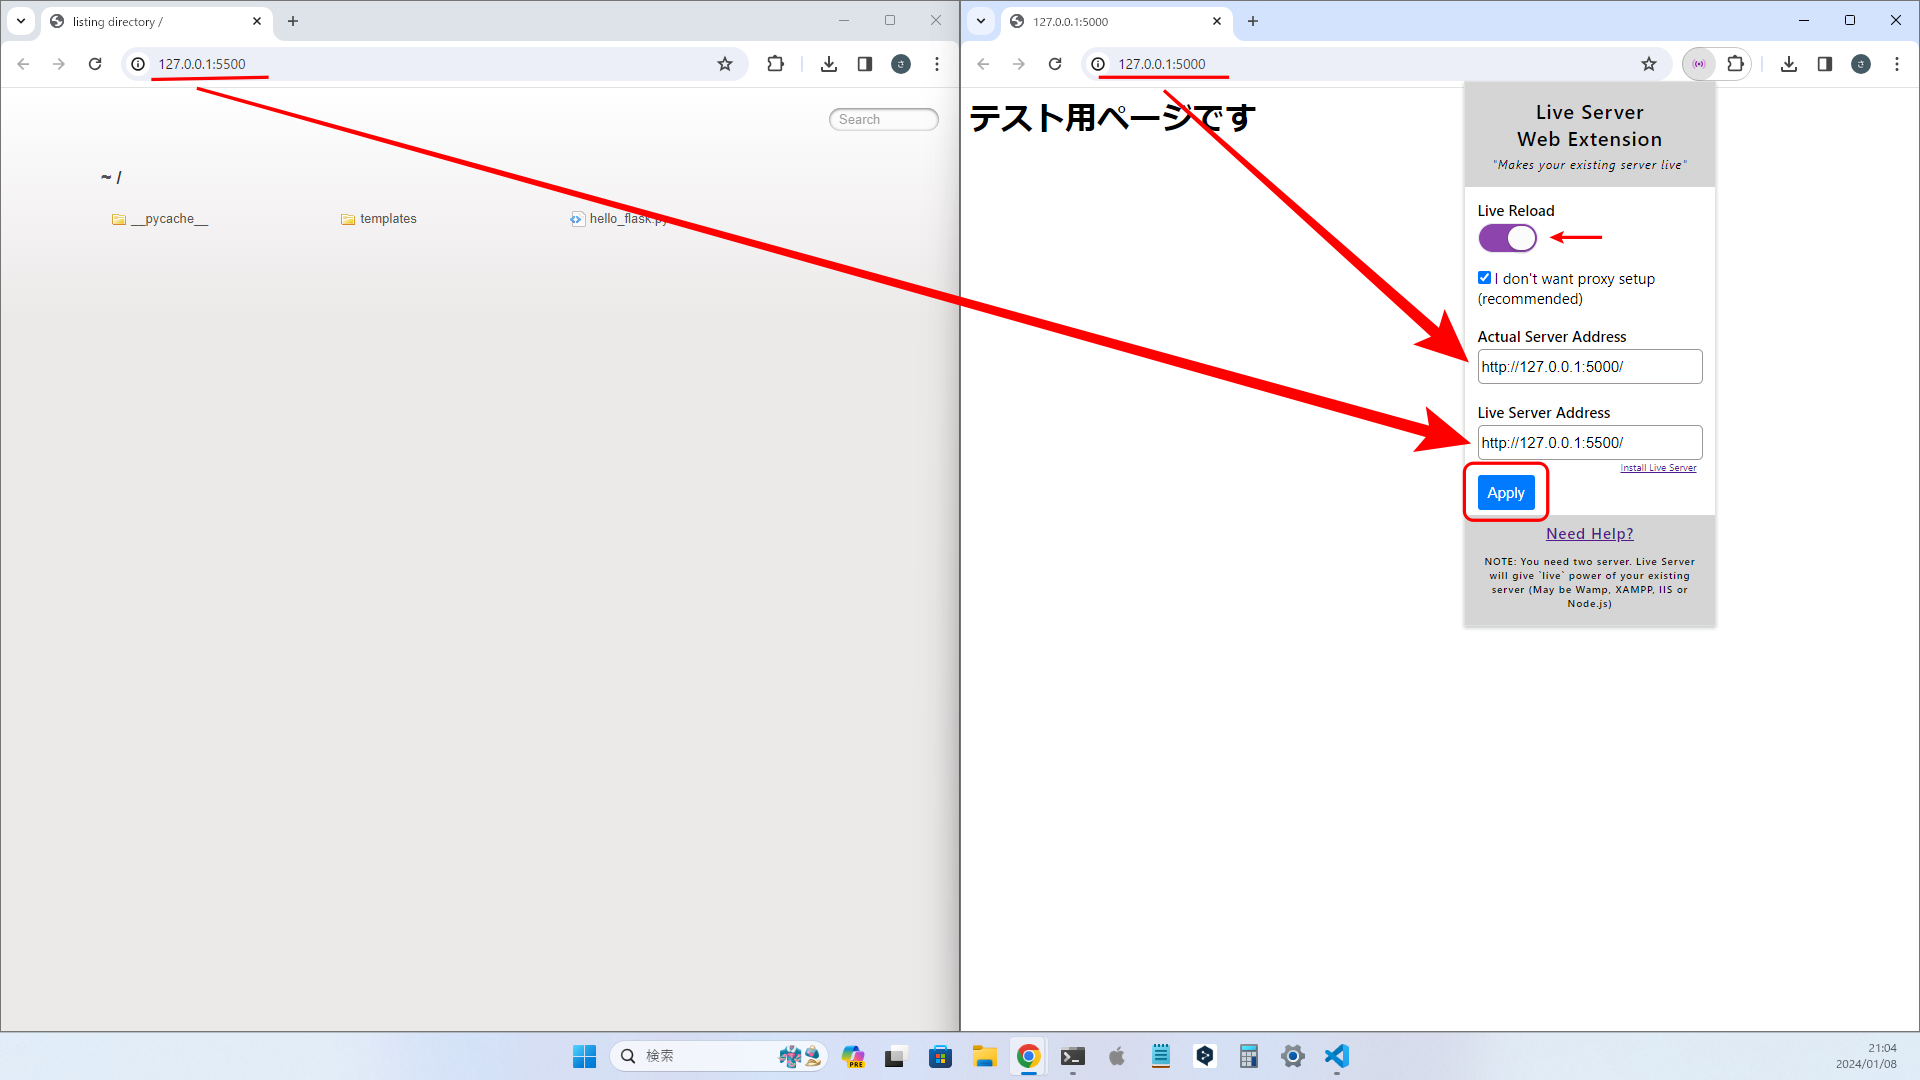 listing directory /
127.0.0.1:5500
Search
~ /
__pycache__
templates
hello_flask.py
127.0.0.1:5000
127.0.0.1:5000
さ
さ
テスト用ページです
Live Server
Web Extension
"Makes your existing server live"
Live Reload
I don't want proxy setup
(recommended)
Actual Server Address
http://127.0.0.1:5000/
Live Server Address
http://127.0.0.1:5500/
Install Live Server
Apply
Need Help?
NOTE: You need two server. Live Server
will give `live` power of your existing
server (May be Wamp, XAMPP, IIS or
Node.js)
検索
PRE
21:04
2024/01/08